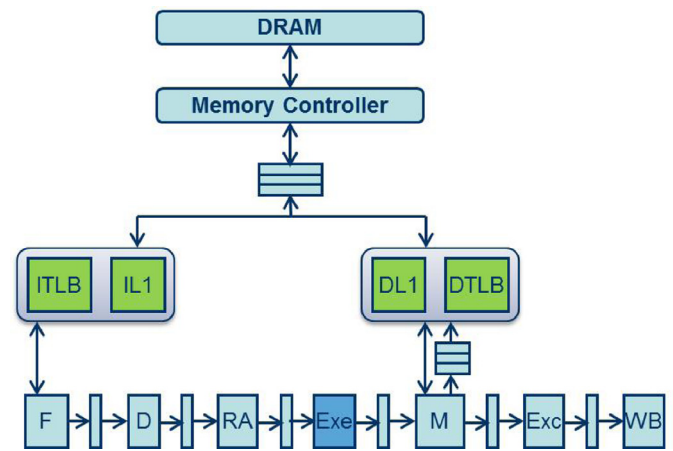 DRAM
Memory Controller
ITLB IL1 DL1 DTLB
F D RA Exe M Exc WB